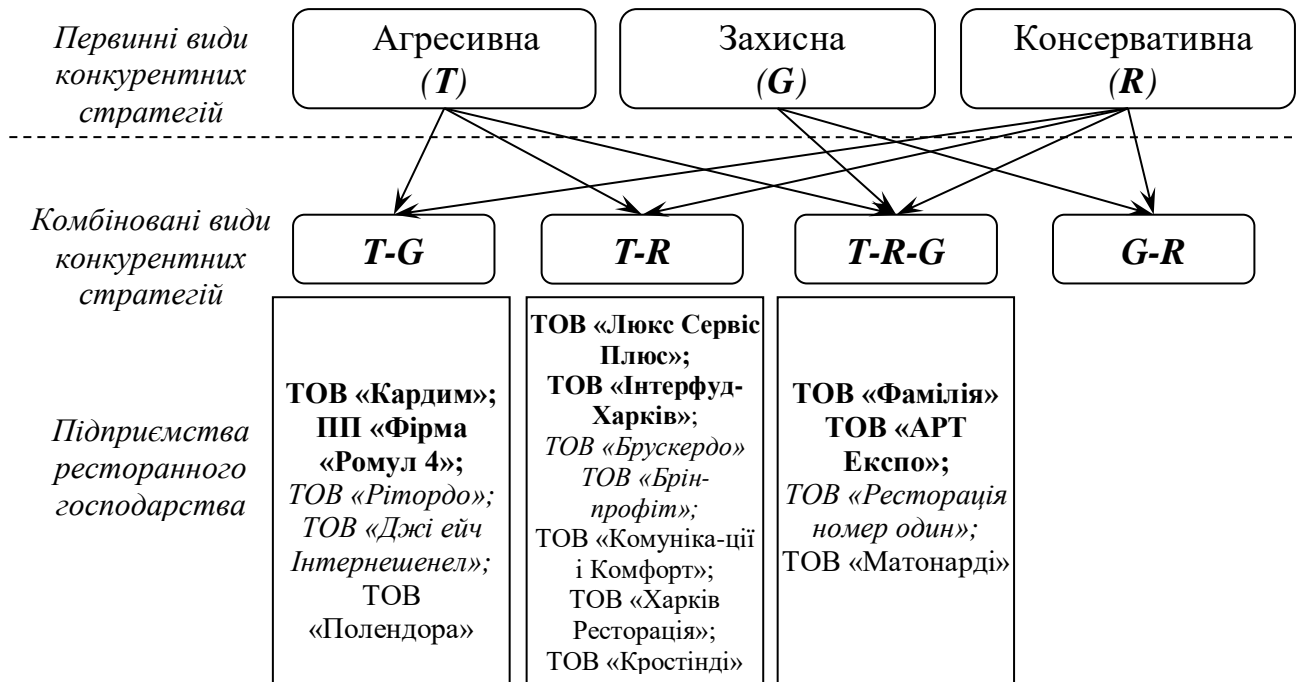 Первинні види
конкурентних
стратегій
Агресивна
(T)
Захисна
(G)
Консервативна
(R)
Комбіновані види
конкурентних
стратегій
T-G
T-R
T-R-G
G-R
Підприємства
ресторанного
господарства
ТОВ «Кардим»;
ПП «Фірма
«Ромул 4»;
ТОВ «Рітордо»;
ТОВ «Джі ейч
Інтернешенел»;
ТОВ
«Полендора»
ТОВ «Люкс Сервіс
Плюс»;
ТОВ «Інтерфуд-
Харків»;
ТОВ «Брускердо»
ТОВ «Брін-
профіт»;
ТОВ «Комуніка-ції
і Комфорт»;
ТОВ «Харків
Ресторація»;
ТОВ «Кростінді»
ТОВ «Фамілія»
ТОВ «АРТ
Експо»;
ТОВ «Ресторація
номер один»;
ТОВ «Матонарді»